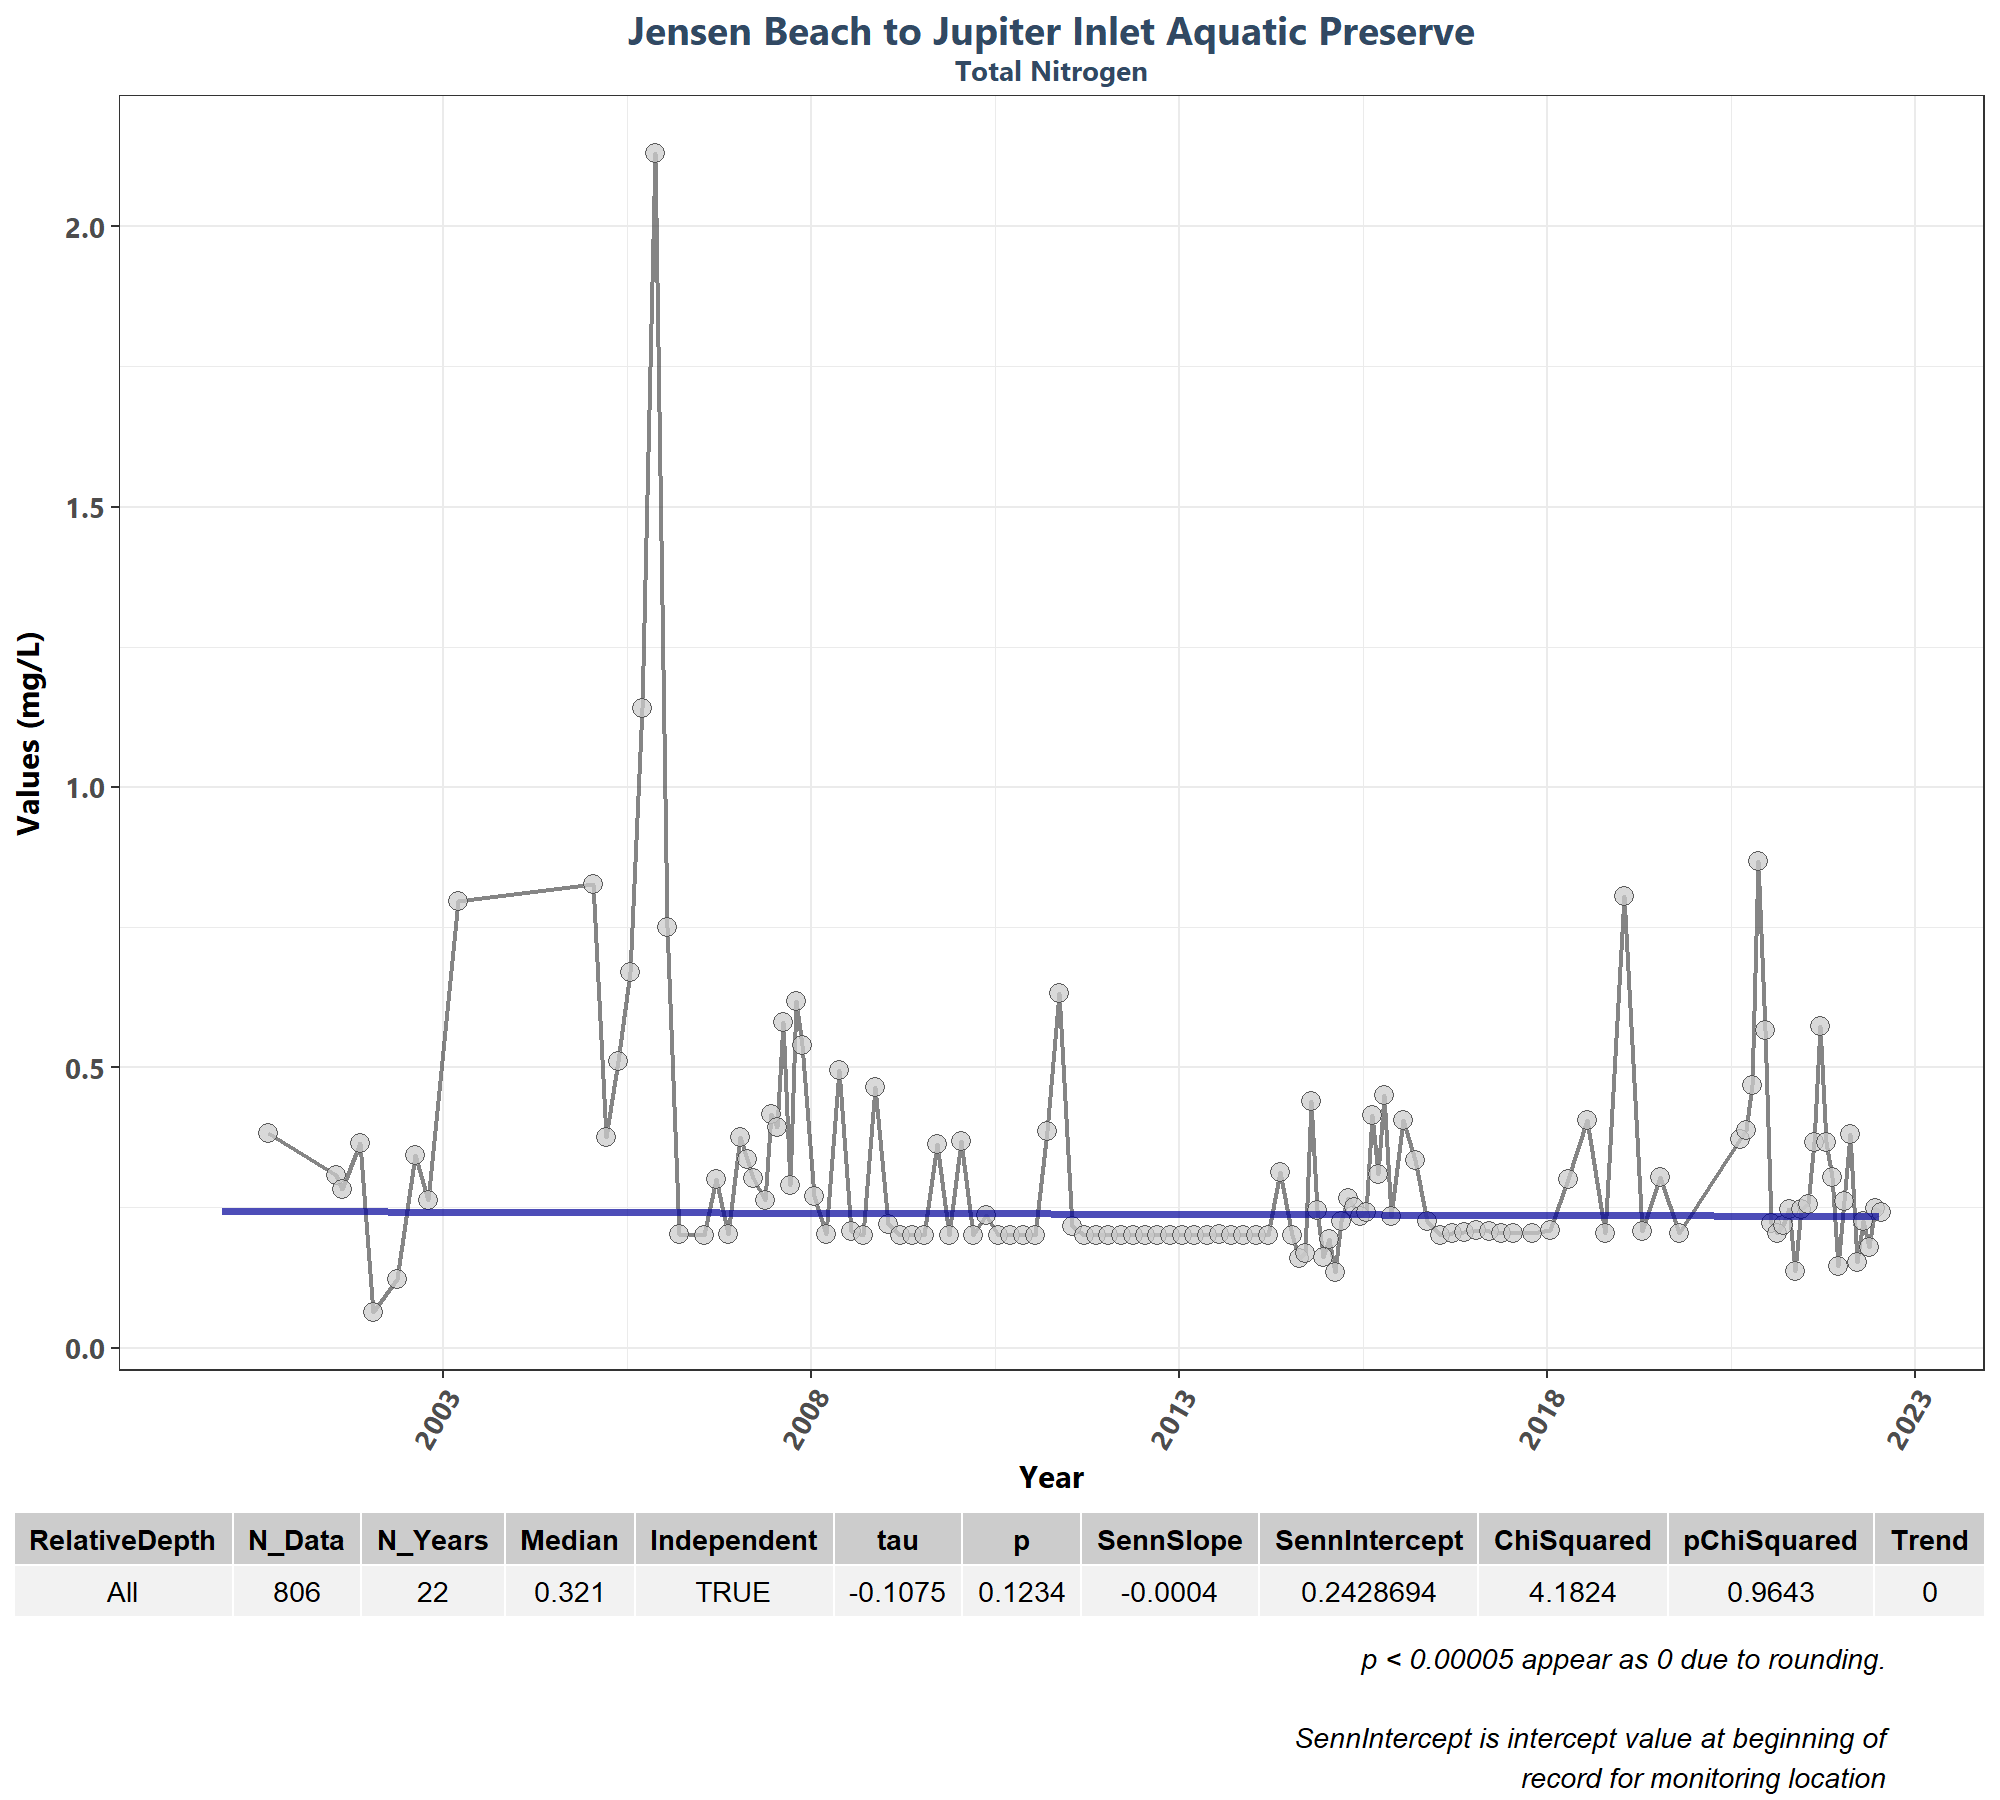 Jensen Beach to Jupiter Inlet Aquatic Preserve
Total Nitrogen
Values (mg/L)
2.0
1.5
1.0
0.5
0.0
2003 2008 2013 2018 2023
Year
RelativeDepth N_Data N_Years Median Independent tau p SennSlope SennIntercept ChiSquared pChiSquared Trend
All 806 22 0.321 TRUE -0.1075 0.1234 -0.0004 0.2428694 4.1824 0.9643 0
p < 0.00005 appear as 0 due to rounding.
SennIntercept is intercept value at beginning of
record for monitoring location